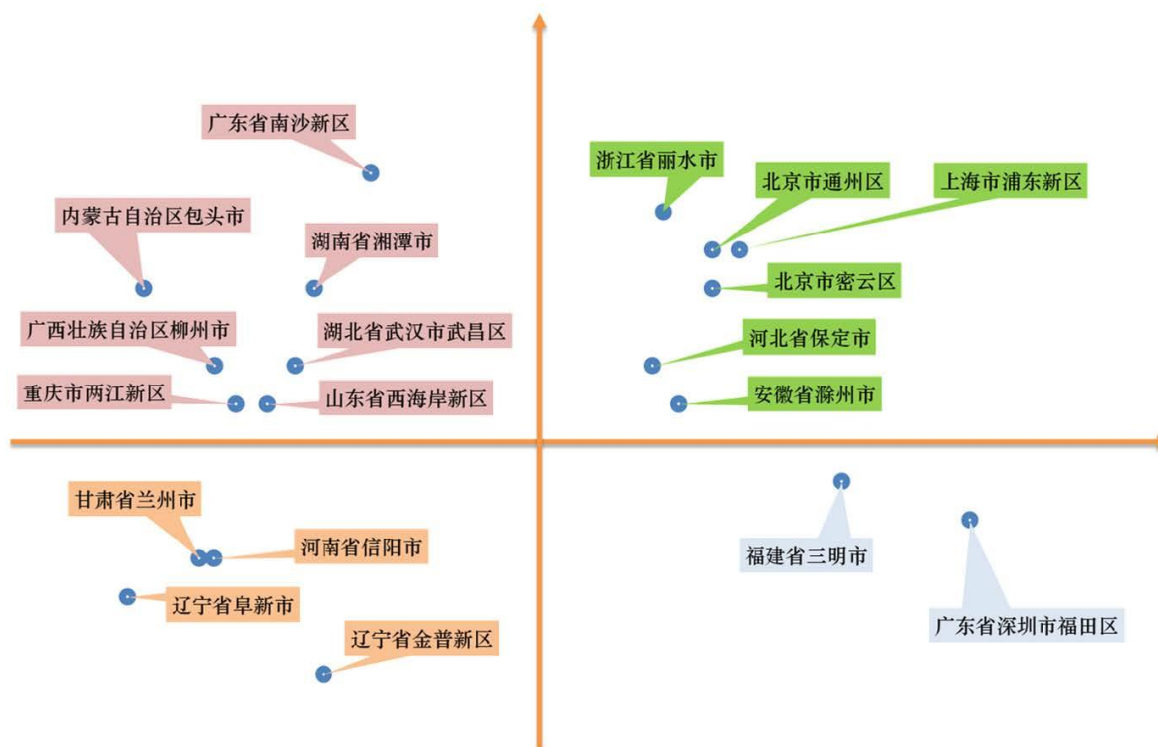 广东省南沙新区
浙江省丽水市
北京市通州区
上海市浦东新区
内蒙古自治区包头市
湖南省湘潭市
北京市密云区
广西壮族自治区柳州市
湖北省武汉市武昌区
河北省保定市
重庆市两江新区
山东省西海岸新区
安徽省滁州市
甘肃省兰州市
河南省信阳市
福建省三明市
辽宁省阜新市
广东省深圳市福田区
辽宁省金普新区